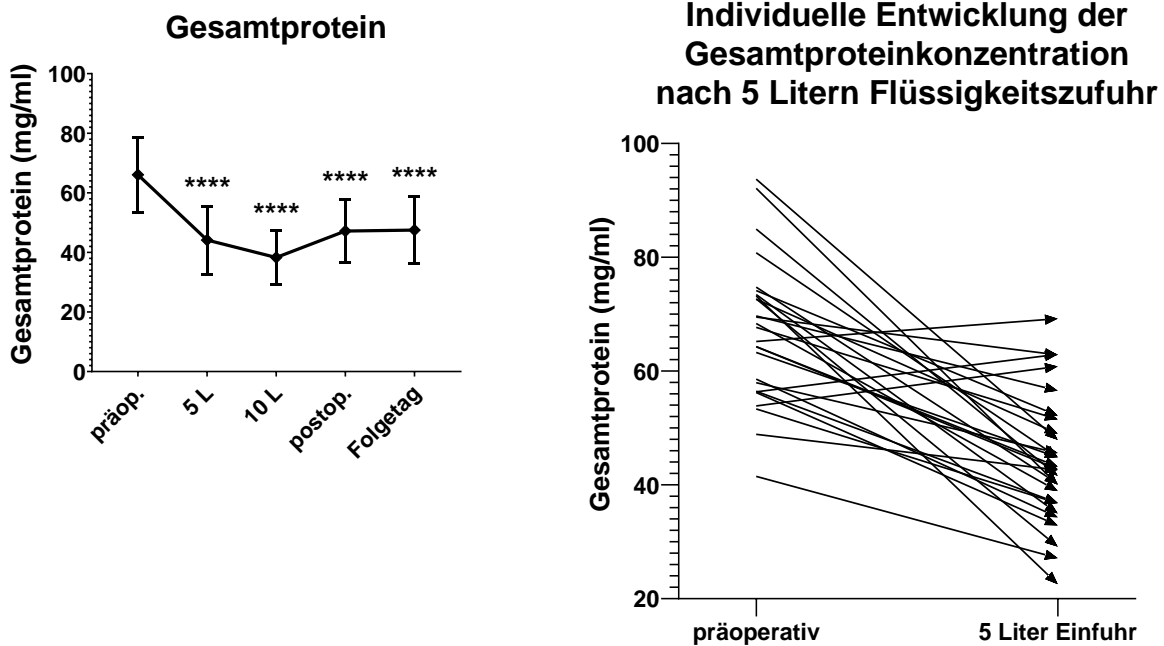 Gesamtprotein
Gesamtprotein (mg/ml)
100
80
60
40
20
0
****
****
****
****
präop.
5 L
10 L
postop.
Folgetag
Individuelle Entwicklung der
Gesamtproteinkonzentration
nach 5 Litern Flüssigkeitszufuhr
Gesamtprotein (mg/ml)
100
80
60
40
20
präoperativ
5 Liter Einfuhr